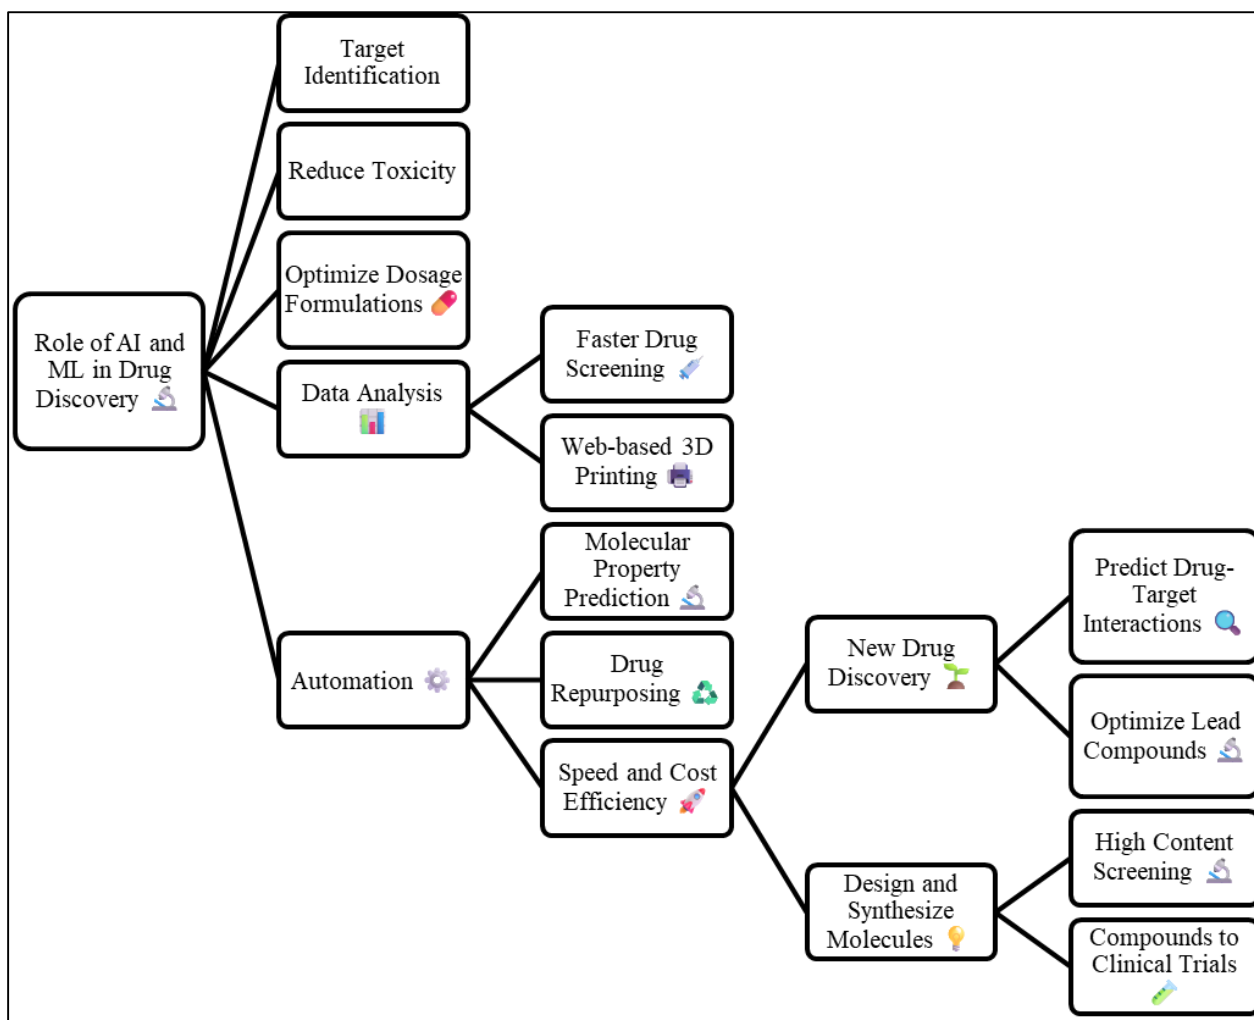 Target
Identification
Reduce Toxicity
Optimize Dosage
Formulations
Role of AI and
ML in Drug
Discovery
Data Analysis
Faster Drug
Screening
Web-based 3D
Printing
Automation
Molecular
Property
Prediction
Drug
Repurposing
Speed and Cost
Efficiency
New Drug
Discovery
Design and
Synthesize
Molecules
Predict Drug-
Target
Interactions
Optimize Lead
Compounds
High Content
Screening
Compounds to
Clinical Trials